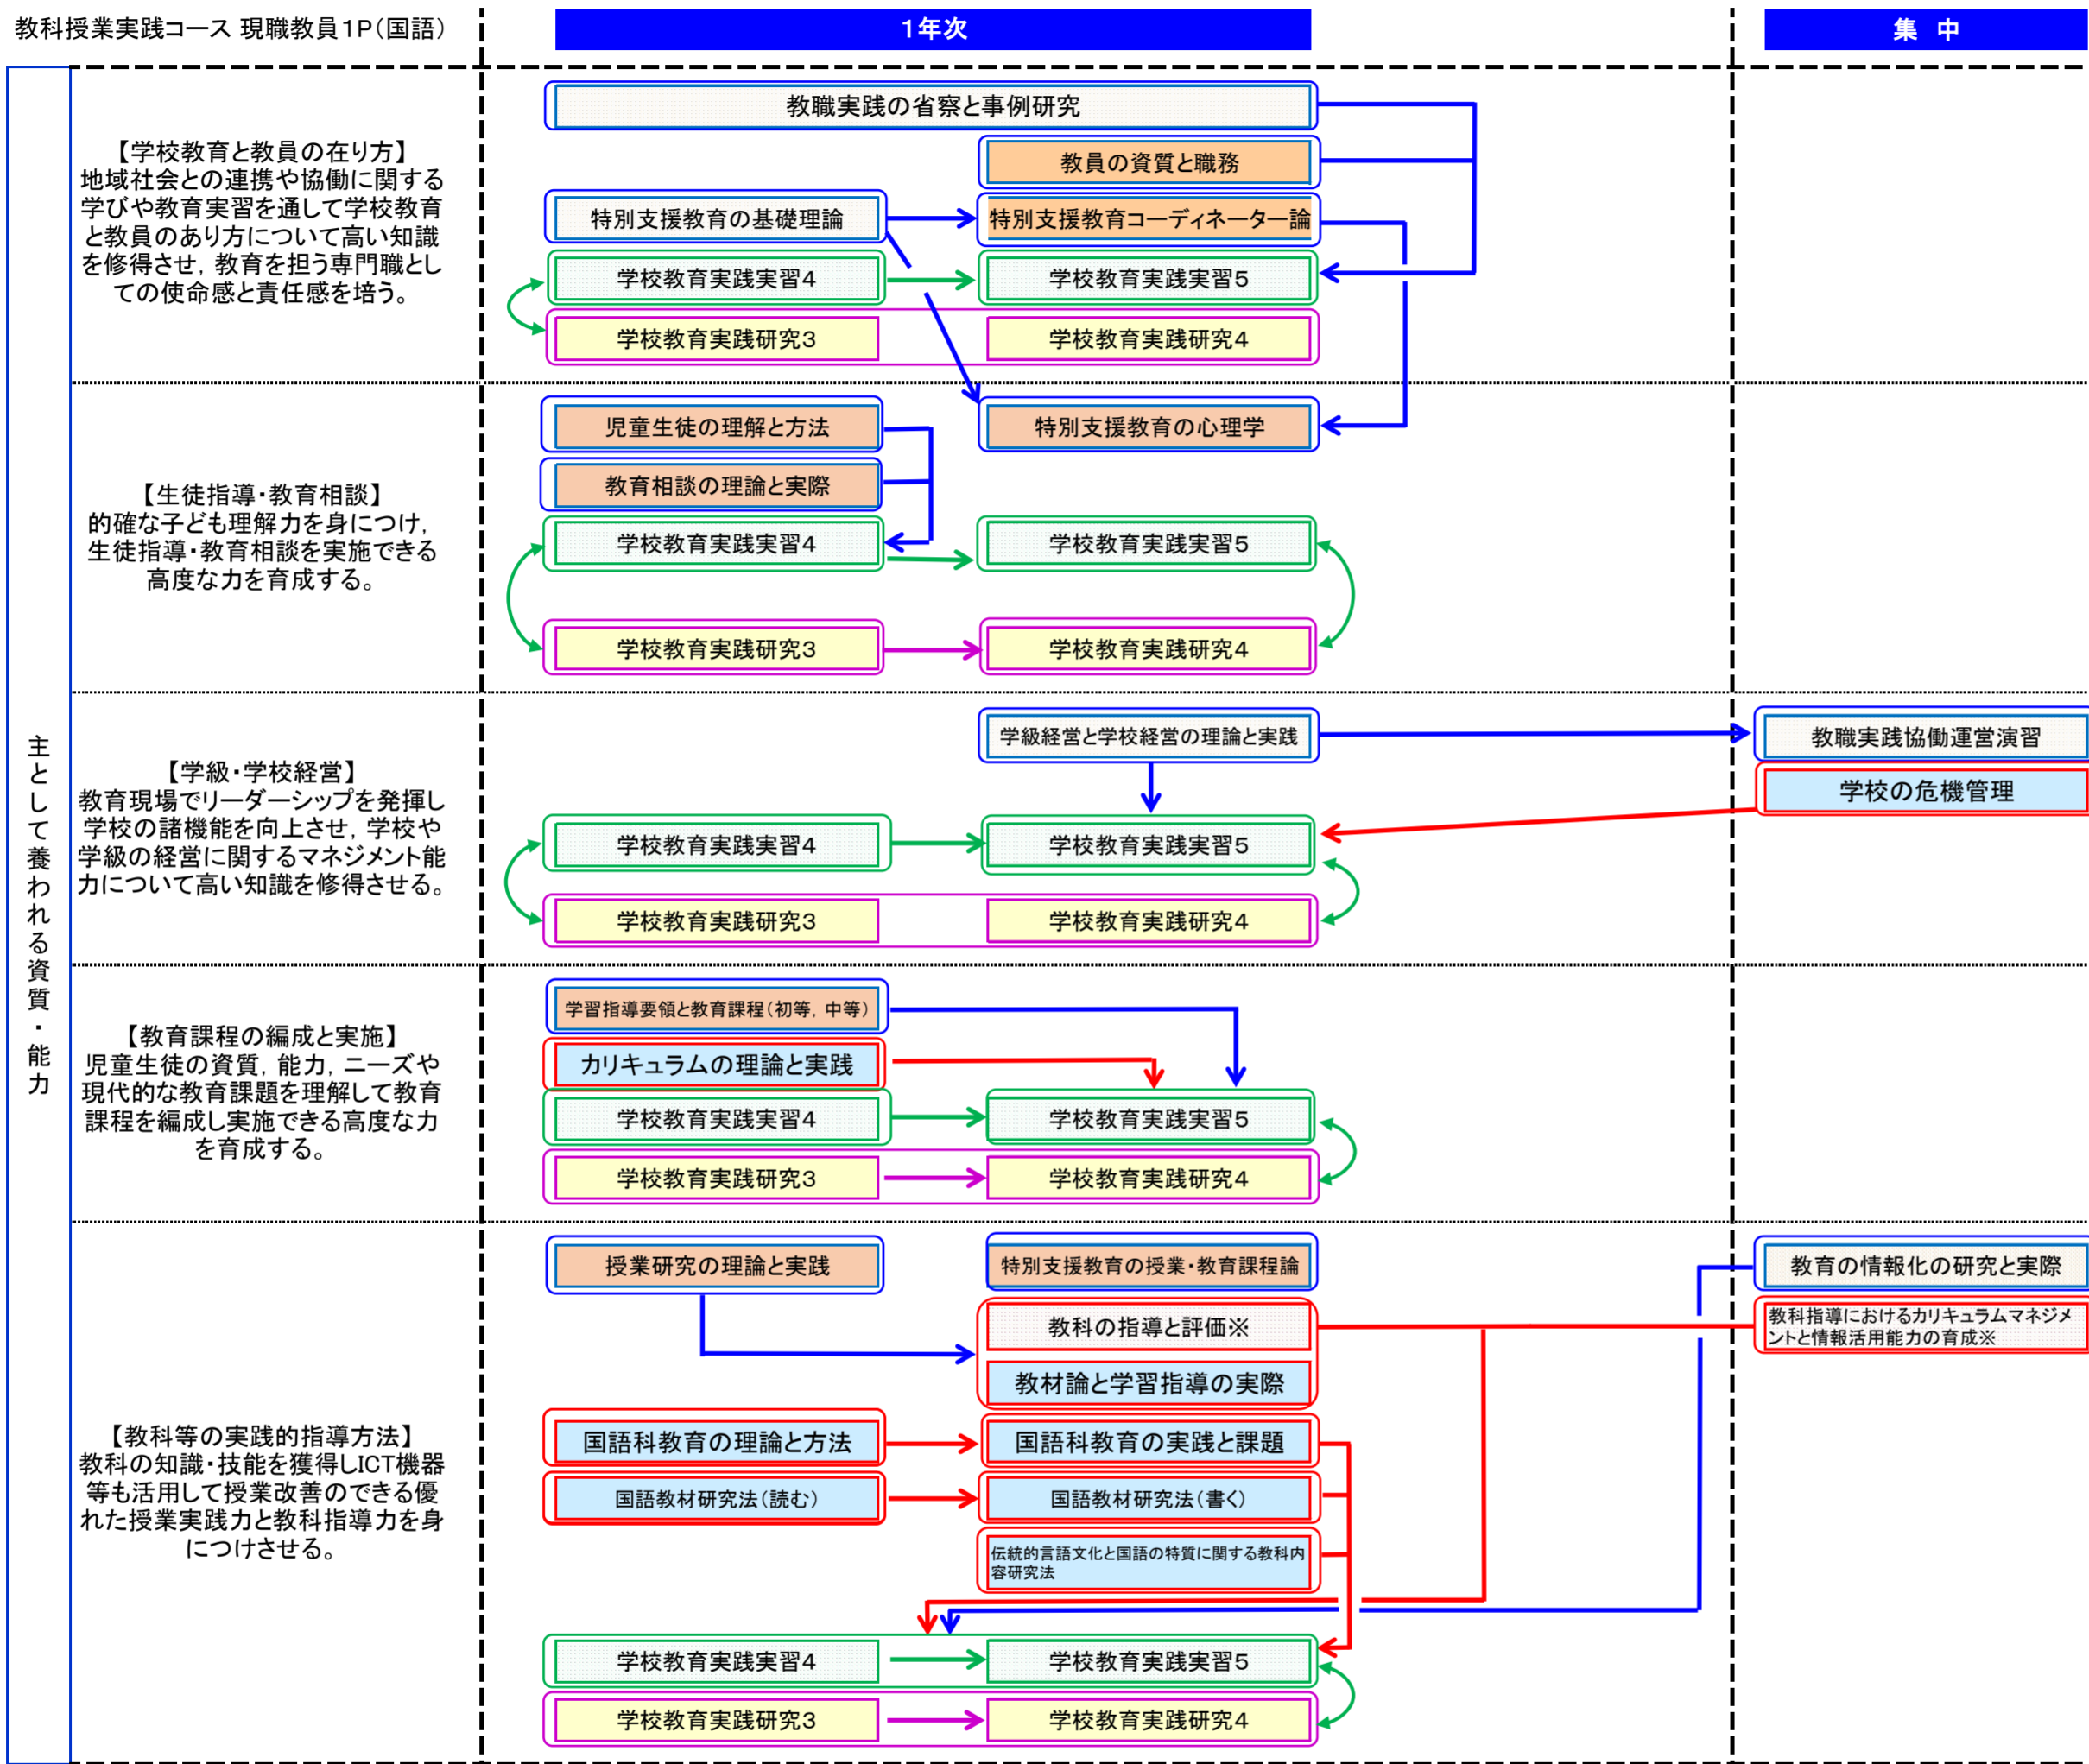 教科授業実践コース 現職教員1P(国語)
1年次
集 中
主として養われる資質・能力
【学校教育と教員の在り方】
地域社会との連携や協働に関する
学びや教育実習を通して学校教育
と教員のあり方について高い知識
を修得させ，教育を担う専門職とし
ての使命感と責任感を培う。
教職実践の省察と事例研究
教員の資質と職務
特別支援教育の基礎理論
特別支援教育コーディネーター論
学校教育実践実習4
学校教育実践実習5
学校教育実践研究3
学校教育実践研究4
【生徒指導・教育相談】
的確な子ども理解力を身につけ，
生徒指導・教育相談を実施できる
高度な力を育成する。
児童生徒の理解と方法
特別支援教育の心理学
教育相談の理論と実際
学校教育実践実習4
学校教育実践実習5
学校教育実践研究3
学校教育実践研究4
【学級・学校経営】
教育現場でリーダーシップを発揮し
学校の諸機能を向上させ，学校や
学級の経営に関するマネジメント能
力について高い知識を修得させる。
学級経営と学校経営の理論と実践
教職実践協働運営演習
学校の危機管理
学校教育実践実習4
学校教育実践実習5
学校教育実践研究3
学校教育実践研究4
【教育課程の編成と実施】
児童生徒の資質，能力，ニーズや
現代的な教育課題を理解して教育
課程を編成し実施できる高度な力
を育成する。
学習指導要領と教育課程(初等，中等)
カリキュラムの理論と実践
学校教育実践実習4
学校教育実践実習5
学校教育実践研究3
学校教育実践研究4
【教科等の実践的指導方法】
教科の知識・技能を獲得しICT機器
等も活用して授業改善のできる優
れた授業実践力と教科指導力を身
につけさせる。
授業研究の理論と実践
特別支援教育の授業・教育課程論
教育の情報化の研究と実際
教科の指導と評価※
教科指導におけるカリキュラムマネジメ
ントと情報活用能力の育成※
教材論と学習指導の実際
国語科教育の理論と方法
国語科教育の実践と課題
国語教材研究法(読む)
国語教材研究法(書く)
伝統的言語文化と国語の特質に関する教科内
容研究法
学校教育実践実習4
学校教育実践実習5
学校教育実践研究3
学校教育実践研究4